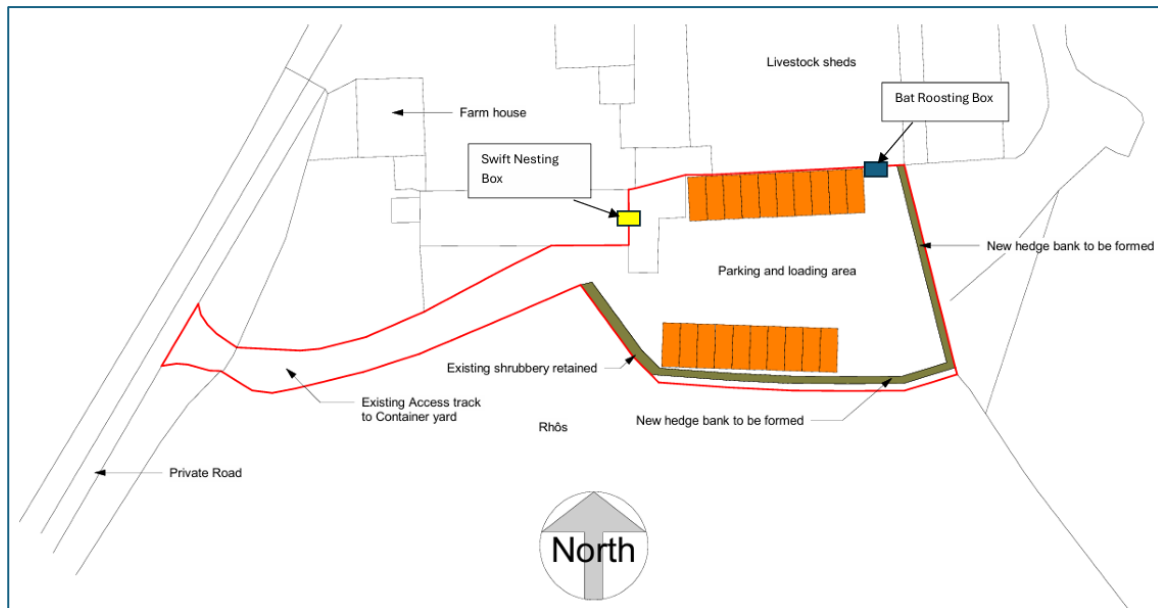 Livestock sheds
Bat Roosting Box
Farm house
Swift Nesting
Box
New hedge bank to be formed
Parking and loading area
Existing shrubbery retained
Existing Access track
to Container yard
New hedge bank to be formed
Rhôs
Private Road
North